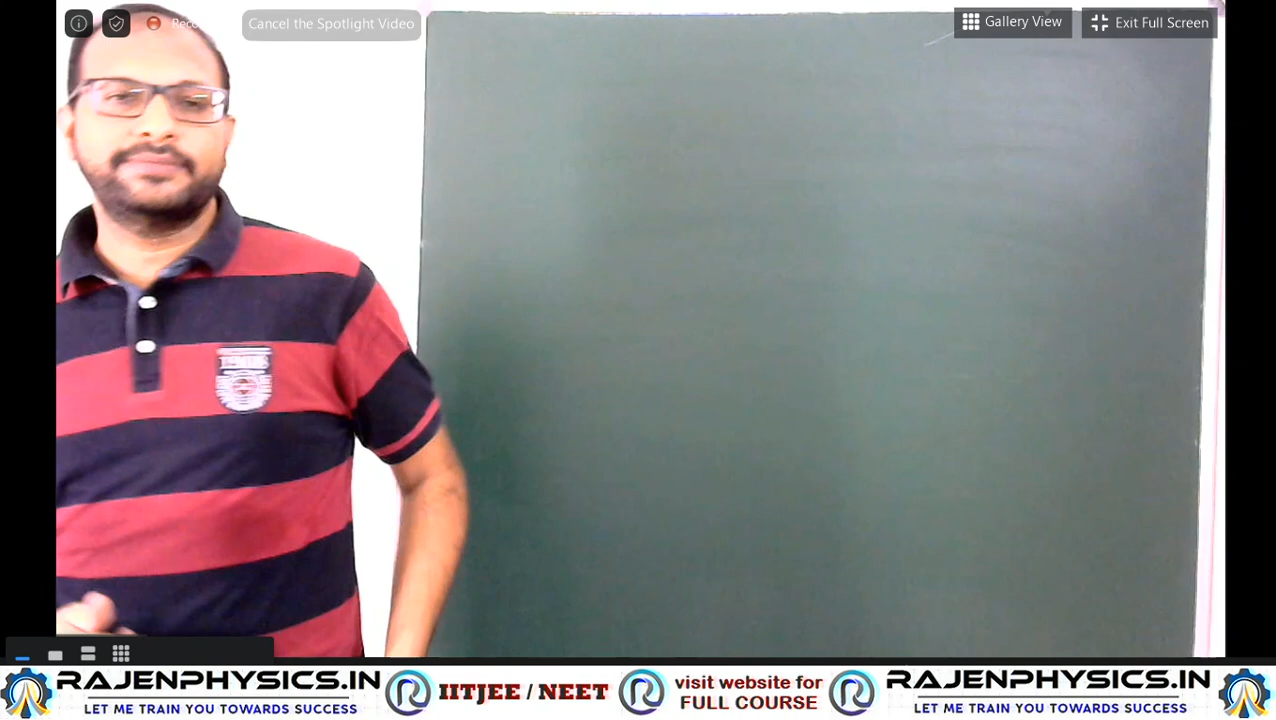 Reco
Cancel the Spotlight Video
Gallery View
Exit Full Screen
RAJENPHYSICS.IN
LET ME TRAIN YOU TOWARDS SUCCESS
IITJEE / NEET
visit website for
FULL COURSE
RAJENPHYSICS.IN
LET ME TRAIN YOU TOWARDS SUCCESS